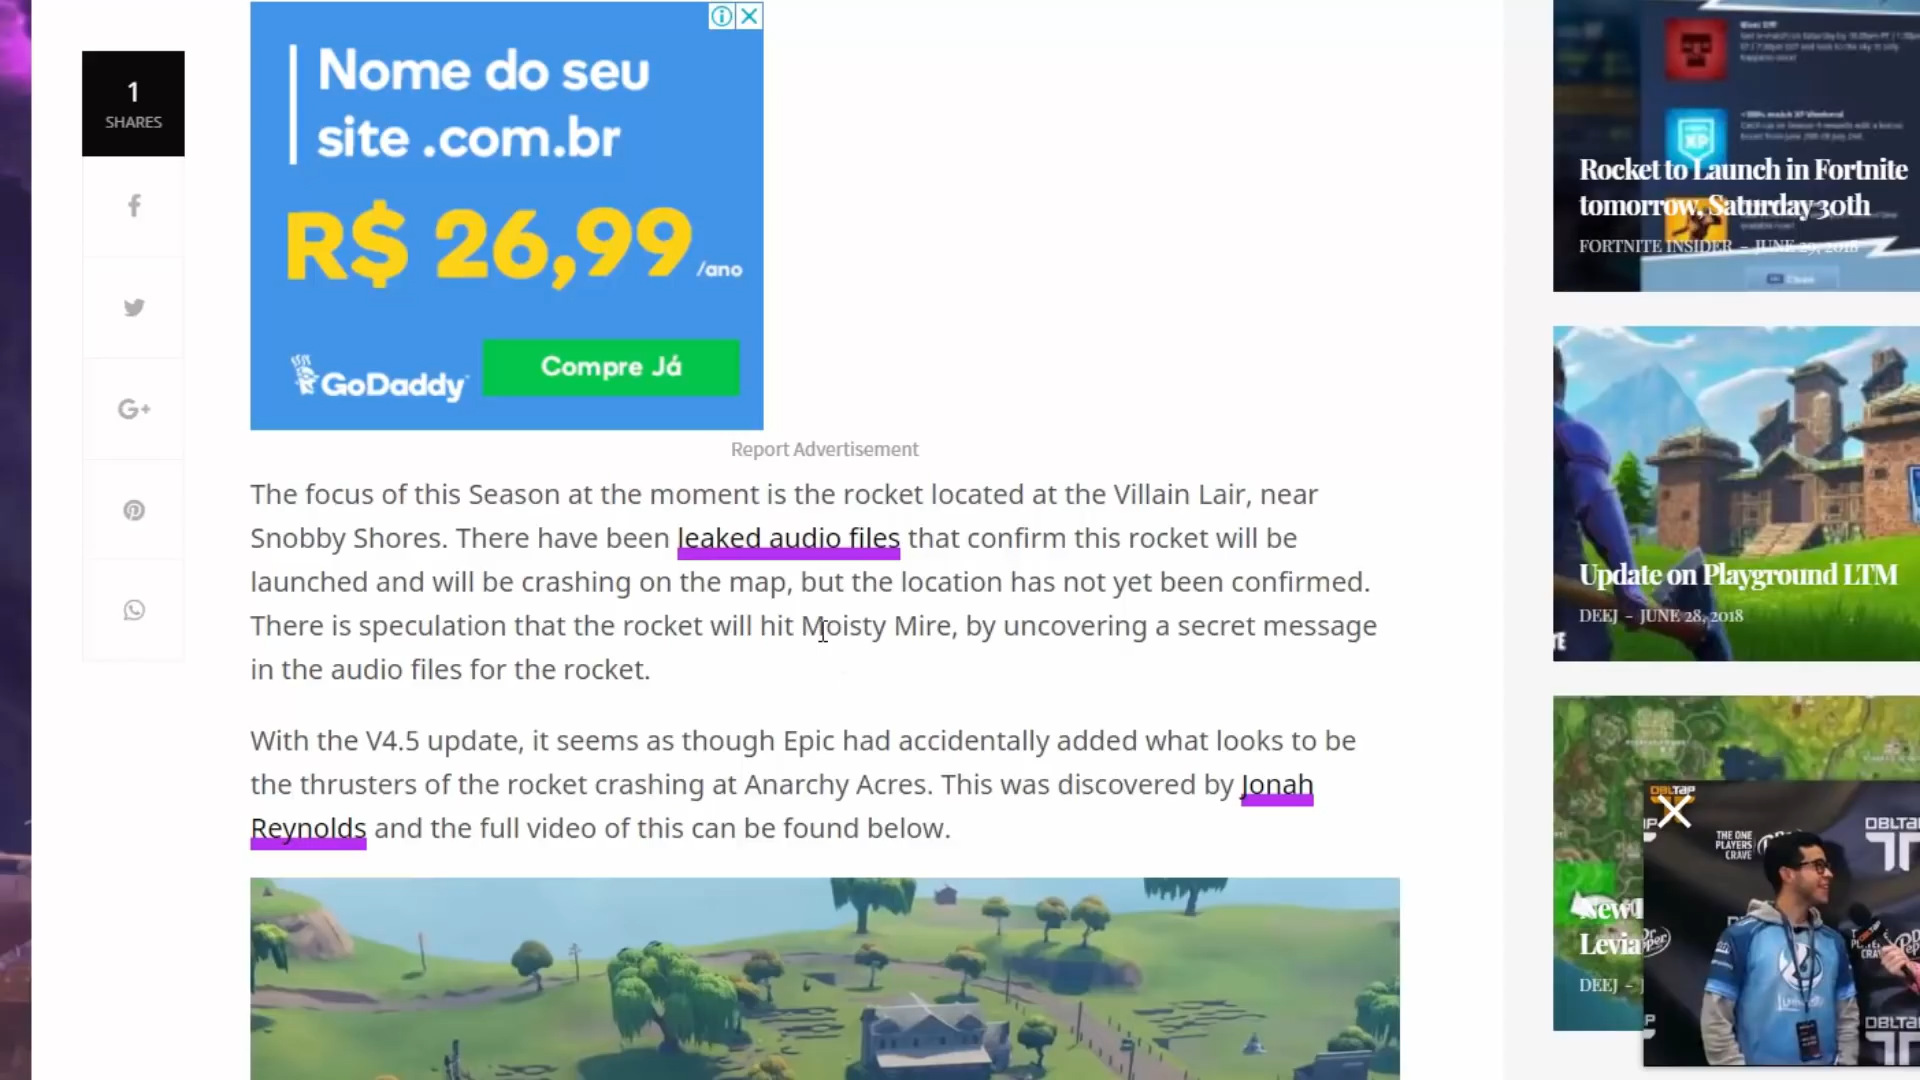 1
SHARES
Nome do seu
site .com.br
R$ 26,99 /ano
GoDaddy
Compre Já
Report Advertisement
The focus of this Season at the moment is the rocket located at the Villain Lair, near
Snobby Shores. There have been leaked audio files that confirm this rocket will be
launched and will be crashing on the map, but the location has not yet been confirmed.
There is speculation that the rocket will hit Moisty Mire, by uncovering a secret message
in the audio files for the rocket.
With the V4.5 update, it seems as though Epic had accidentally added what looks to be
the thrusters of the rocket crashing at Anarchy Acres. This was discovered by Jonah
Reynolds and the full video of this can be found below.
XP
Rocket to Launch in Fortnite
tomorrow, Saturday 30th
FORTNITE INSIDER – JUNE 29, 2018
Update on Playground LTM
DEEJ – JUNE 28, 2018
New
Levia
DEEJ –
DBLTAP
THE ONE
PLAYERS
CRAVE
DBLTAP